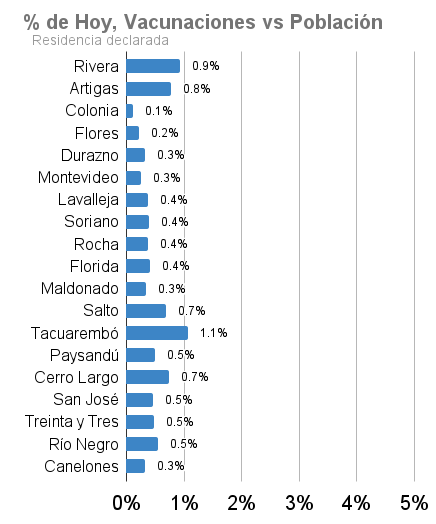 % de Hoy, Vacunaciones vs Población
Residencia declarada
Rivera 0.9%
Artigas 0.8%
Colonia 0.1%
Flores 0.2%
Durazno 0.3%
Montevideo 0.3%
Lavalleja 0.4%
Soriano 0.4%
Rocha 0.4%
Florida 0.4%
Maldonado 0.3%
Salto 0.7%
Tacuarembó 1.1%
Paysandú 0.5%
Cerro Largo 0.7%
San José 0.5%
Treinta y Tres 0.5%
Río Negro 0.5%
Canelones 0.3%
0% 1% 2% 3% 4% 5%